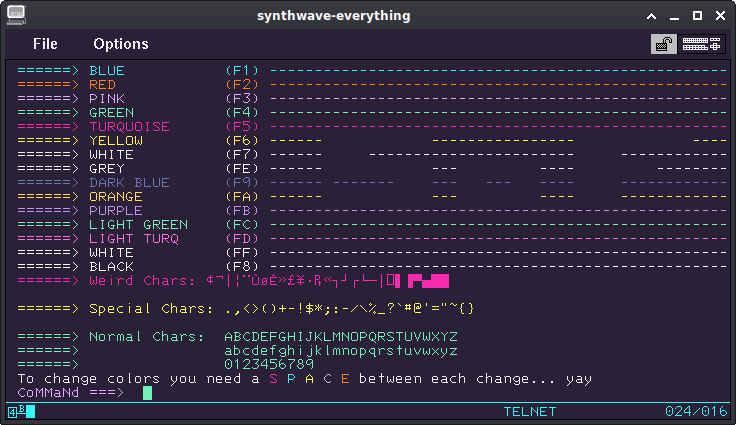 synthwave-everything
File Options
======> BLUE (F1) ----------------------------------------------------
======> RED (F2) ----------------------------------------------------
======> PINK (F3) ----------------------------------------------------
======> GREEN (F4) ----------------------------------------------------
======> TURQUOISE (F5) ----------------------------------------------------
======> YELLOW (F6) ------ ---------------- ----
======> WHITE (F7) ------ ------------------ ------------
======> GREY (FE) --- ---
======> DARK BLUE (F9) ------ ------- --- --- ----
======> ORANGE (FA) ------ --- ------------
======> PURPLE (FB) ----------------------------------------------------
======> LIGHT GREEN (FC) ----------------------------------------------------
======> LIGHT TURQ (FD) ----------------------------------------------------
======> WHITE (FF) ----------------------------------------------------
======> BLACK (F8) ----------------------------------------------------
======> Weird Chars:
======> Special Chars: .,<>()+-!$*;:-/\%_?`#@'="~{}
======> Normal Chars: ABCDEFGHIJKLMNOPQRSTUVWXYZ
======> abcdefghijklmnopqrstuvwxyz
======> 0123456789
To change colors you need a S P A C E between each change... yay
CoMMaNd ===>
4B TELNET 024/016